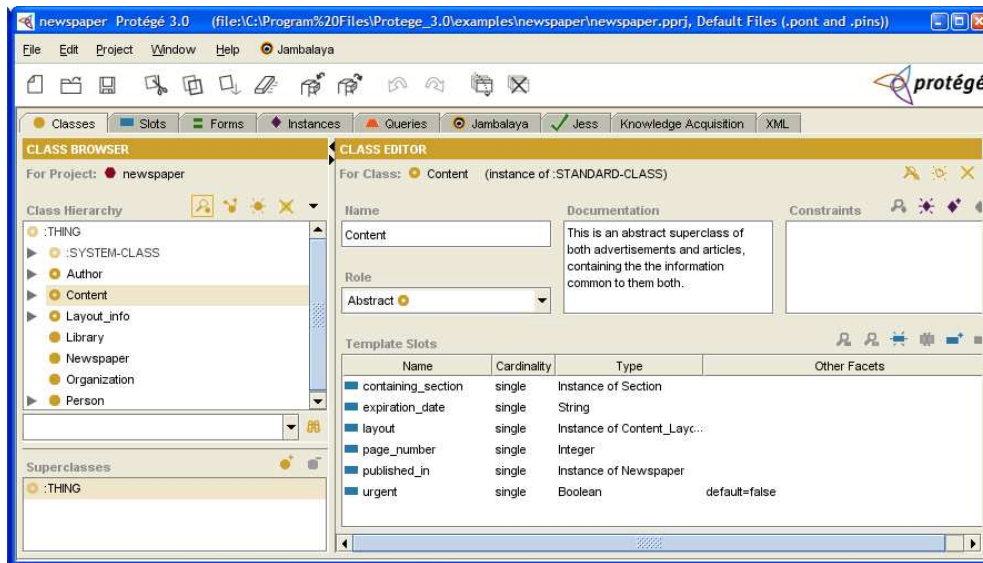 newspaper Protégé 3.0 (file:\C:\Program%20Files\Protege_3.0\examples\newspaper\newspaper.pprj, Default Files (.pont and .pins))
File Edit Project Window Help Jambalaya
protégé
Classes Slots Forms Instances Queries Jambalaya Jess Knowledge Acquisition XML
CLASS BROWSER
For Project: newspaper
Class Hierarchy
:THING
:SYSTEM-CLASS
Author
Content
Layout_info
Library
Newspaper
Organization
Person
Superclasses
:THING
CLASS EDITOR
For Class: Content (instance of :STANDARD-CLASS)
Name
Content
Role
Abstract
Documentation
This is an abstract superclass of
both advertisements and articles,
containing the the information
common to them both.
Constraints
Template Slots
Name Cardinality Type Other Facets
containing_section single Instance of Section
expiration_date single String
layout single Instance of Content_Layc...
page_number single Integer
published_in single Instance of Newspaper
urgent single Boolean default=false